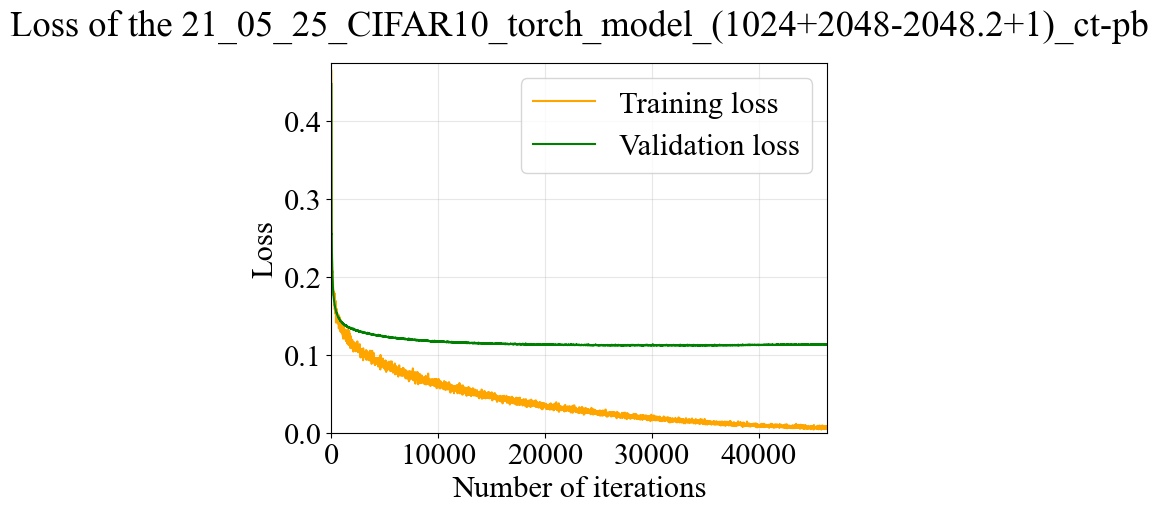 Loss of the 21_05_25_CIFAR10_torch_model_(1024+2048-2048.2+1)_ct-pb
Training loss
Validation loss
Loss
0.4
0.3
0.2
0.1
0.0
0 10000 20000 30000 40000
Number of iterations